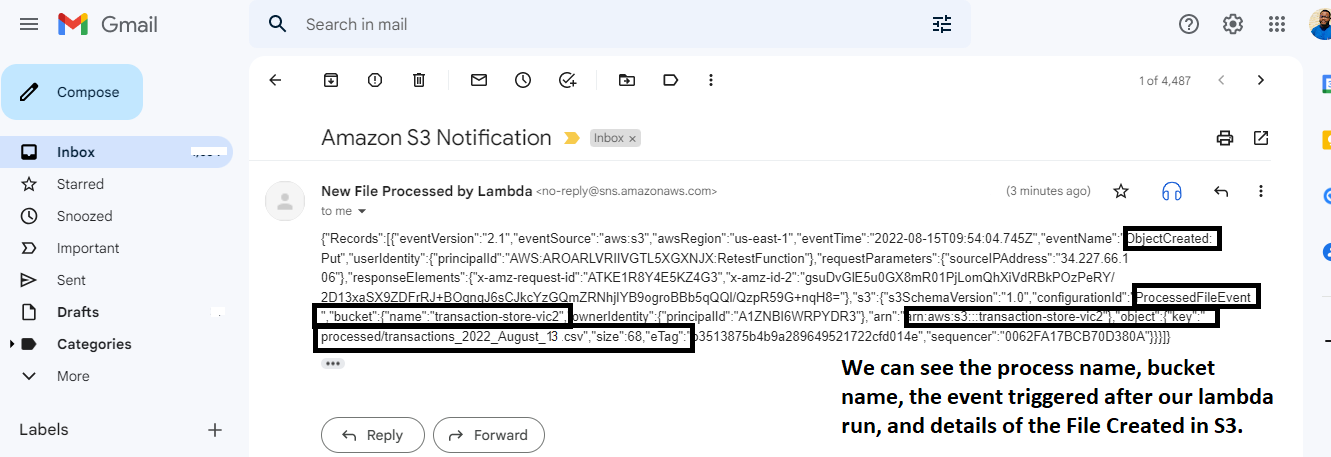 Gmail
Search in mail
Compose
1 of 4,487
Amazon S3 Notification
Inbox ×
Inbox
Starred
Snoozed
Important
Sent
Drafts
Categories
More
Labels
New File Processed by Lambda <no-reply@sns.amazonaws.com>
(3 minutes ago)
to me
{"Records":[{"eventVersion":"2.1","eventSource":"aws:s3","awsRegion":"us-east-1","eventTime":"2022-08-15T09:54:04.745Z","eventName":"ObjectCreated:
Put","userIdentity":{"principalId":"AWS:AROARLVRIIVGTL5XGXNJX:RetestFunction"},"requestParameters":{"sourceIPAddress":"34.227.66.1
06"},"responseElements":{"x-amz-request-id":"ATKE1R8Y4E5KZ4G3","x-amz-id-2":"gsuDvGlE5u0GX8mR01PjLomQhXiVdRBkPOzPeRY/
2D13xaSX9ZDFrRJ+BOgngJ6sCJkcYzGQmZRNhjIYB9ogroBBb5qQQI/QzpR59G+nqH8="},"s3":{"s3SchemaVersion":"1.0","configurationId":"ProcessedFileEvent
","bucket":{"name":"transaction-store-vic2","ownerIdentity":{"principalId":"A1ZNBI6WRPYDR3"},"arn":"arn:aws:s3:::transaction-store-vic2"},"object":{"key":"
processed/transactions_2022_August_13 .csv","size":68,"eTag":"b3513875b4b9a289649521722cfd014e","sequencer":"0062FA17BCB70D380A"}}}]}
We can see the process name, bucket
name, the event triggered after our lambda
run, and details of the File Created in S3.
Reply
Forward